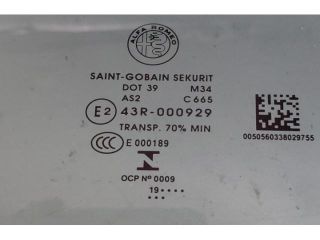 ALFA ROMEO
SAINT-GOBAIN SEKURIT
DOT 39 M34
AS2 C 665
E2 43R-000929
TRANSP. 70% MIN
CCC E 000189
N
OCP Nº 0009
19 • • • •
• • •
0050560338029755